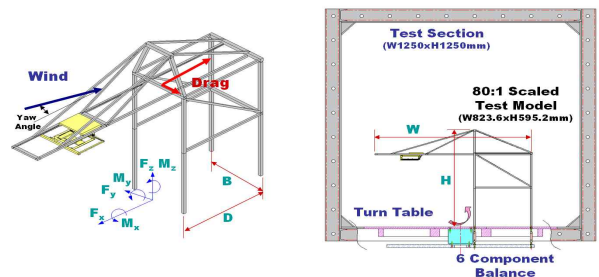 Wind
Drag
Yaw
Angle
Fz Mz
My
Fy
Fx
Mx
B
D
Test Section
(W1250xH1250mm)
80:1 Scaled
Test Model
(W823.6xH595.2mm)
W
H
Turn Table
6 Component
Balance